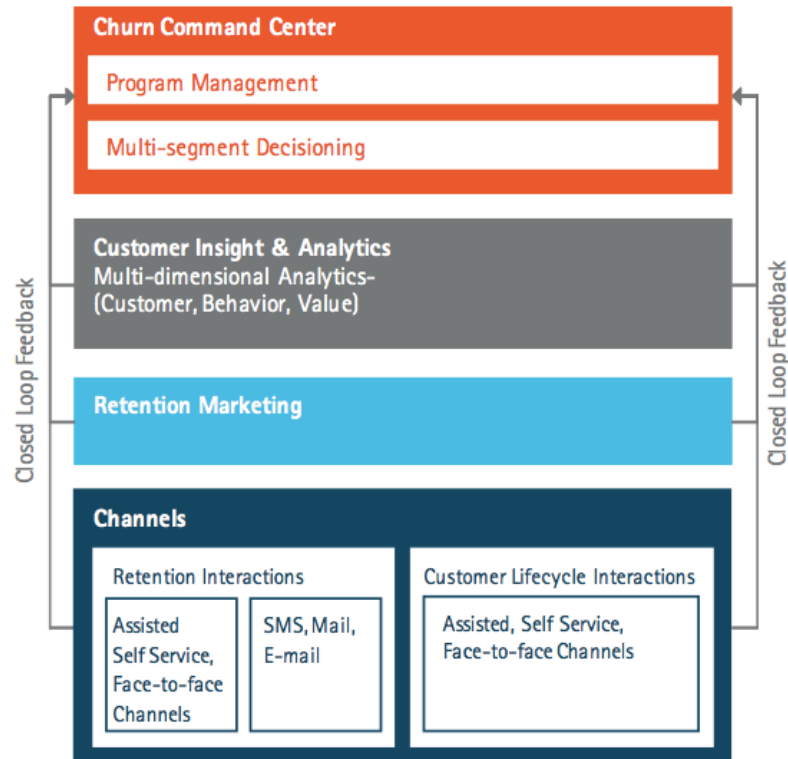 Churn Command Center
Program Management
Multi-segment Decisioning
Customer Insight & Analytics
Multi-dimensional Analytics-
(Customer, Behavior, Value)
Retention Marketing
Channels
Retention Interactions
Assisted
Self Service,
Face-to-face
Channels
SMS, Mail,
E-mail
Customer Lifecycle Interactions
Assisted, Self Service,
Face-to-face Channels
Closed Loop Feedback
Closed Loop Feedback